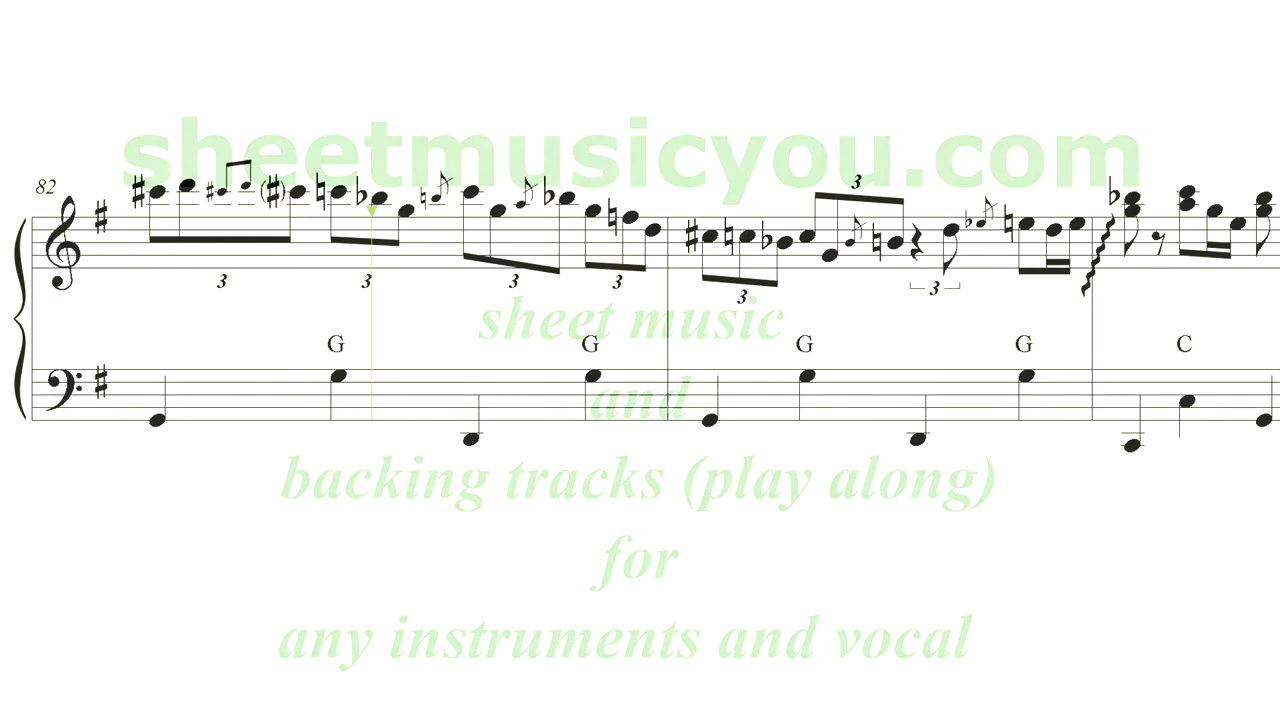 sheetmusicyou.com
82
3 3 3 3 3 3 3
G G G G C
sheet music
and
backing tracks (play along)
for
any instruments and vocal